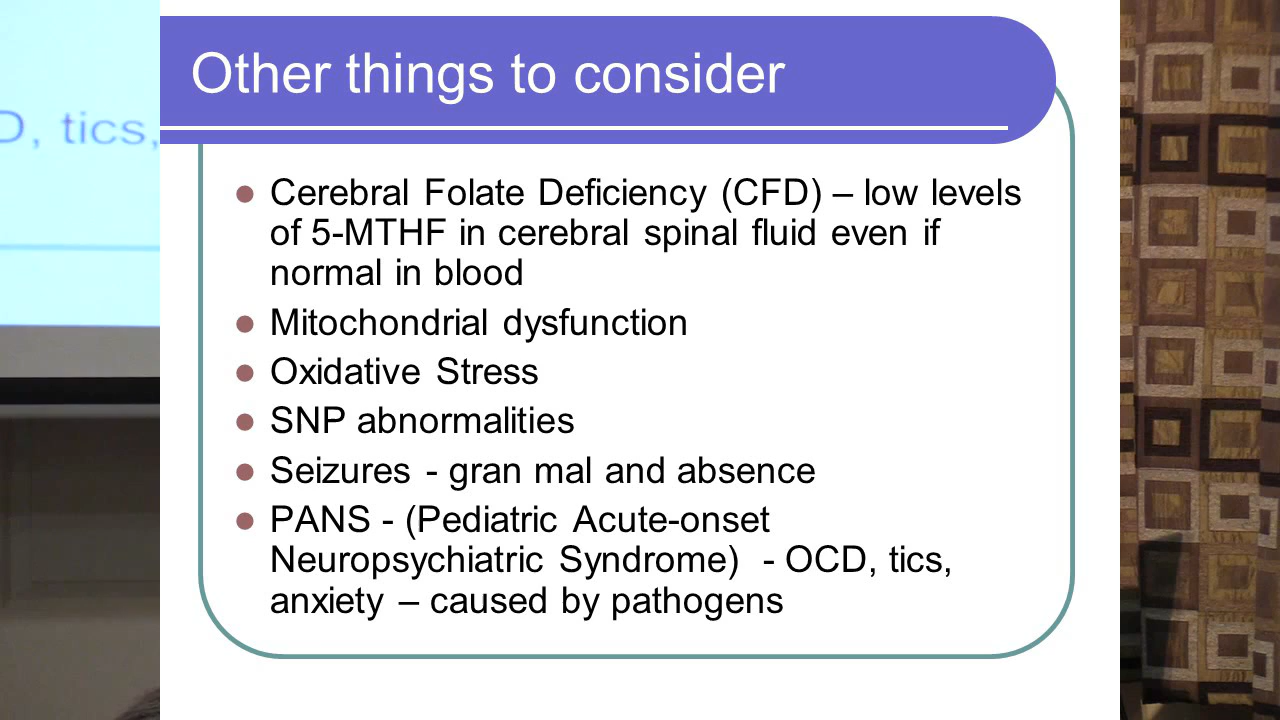 Other things to consider
D, tics,
Cerebral Folate Deficiency (CFD) – low levels
of 5-MTHF in cerebral spinal fluid even if
normal in blood
Mitochondrial dysfunction
Oxidative Stress
SNP abnormalities
Seizures - gran mal and absence
PANS - (Pediatric Acute-onset
Neuropsychiatric Syndrome) - OCD, tics,
anxiety – caused by pathogens